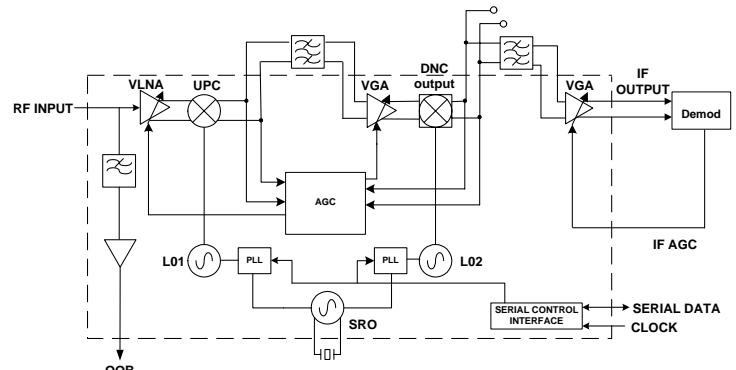 DNC
output
VLNA
UPC
VGA
VGA
IF
OUTPUT
RF INPUT
Demod
AGC
IF AGC
L01
PLL
PLL
L02
SRO
SERIAL CONTROL
INTERFACE
SERIAL DATA
CLOCK
OOB